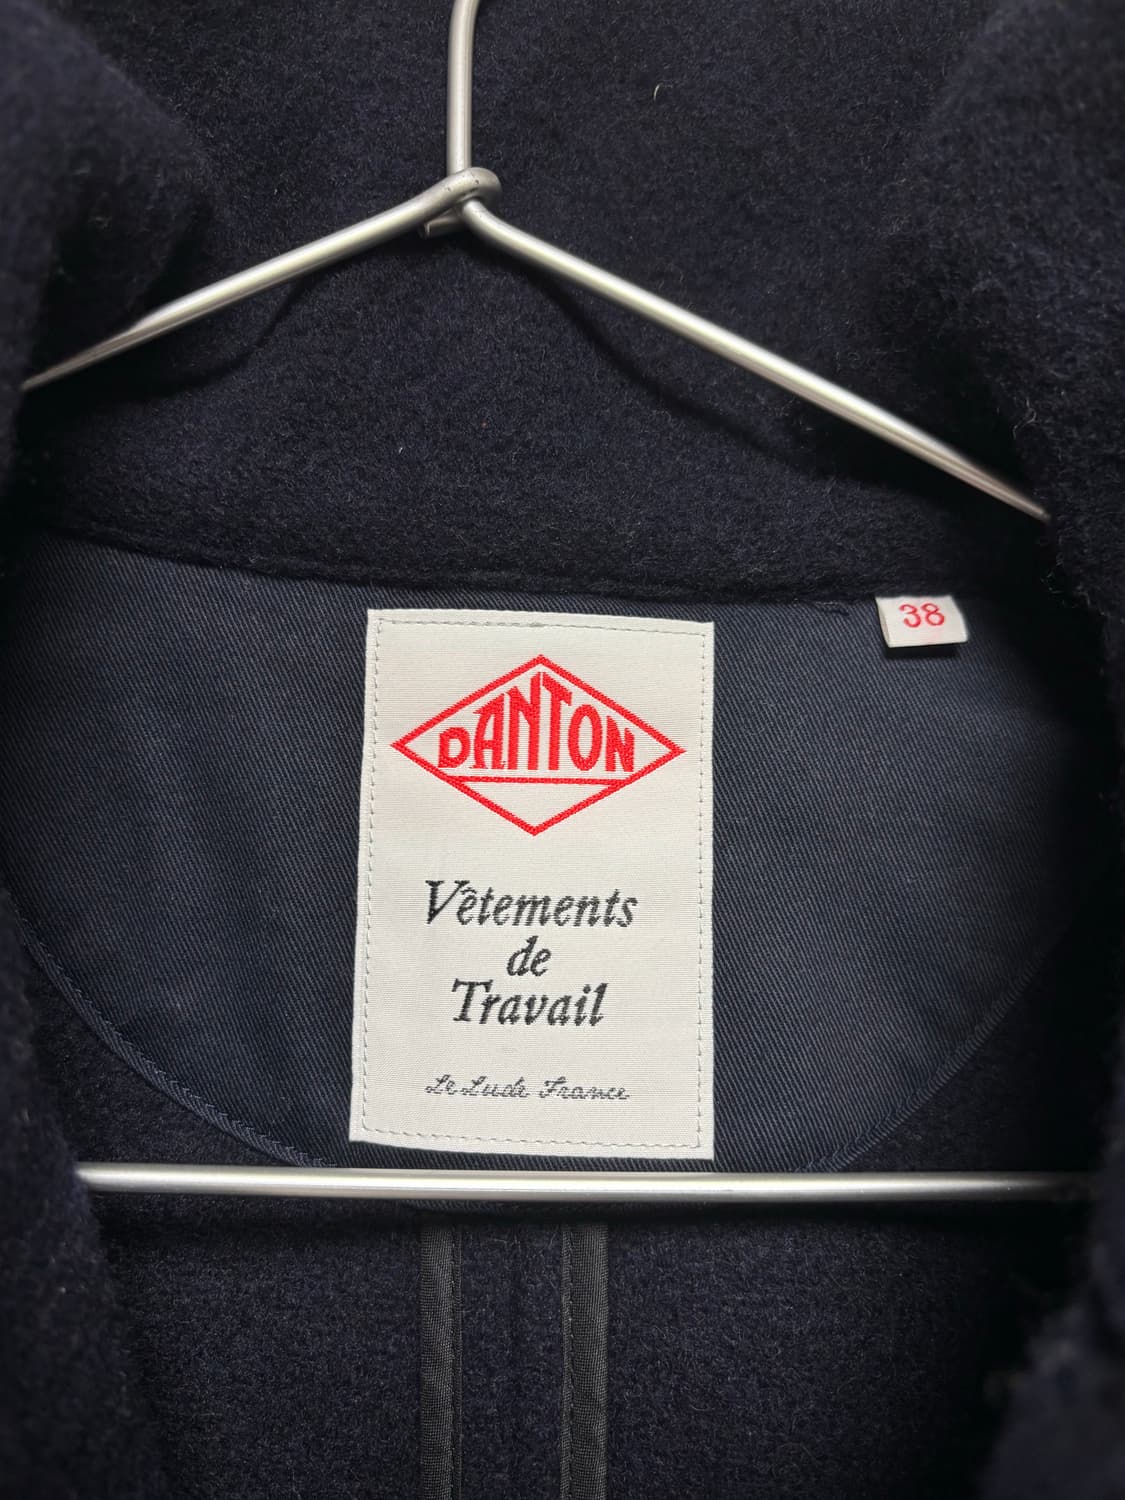 38
DANTON
Vêtements
de
Travail
Le Lude France